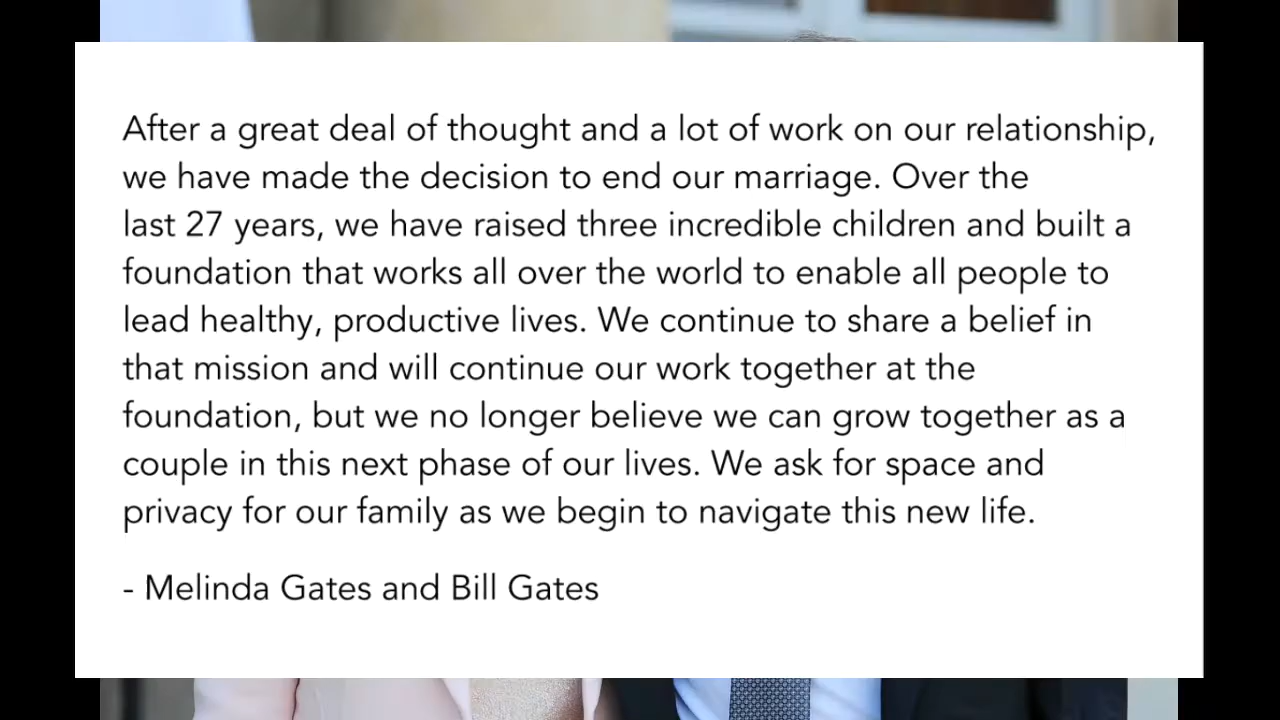 After a great deal of thought and a lot of work on our relationship,
we have made the decision to end our marriage. Over the
last 27 years, we have raised three incredible children and built a
foundation that works all over the world to enable all people to
lead healthy, productive lives. We continue to share a belief in
that mission and will continue our work together at the
foundation, but we no longer believe we can grow together as a
couple in this next phase of our lives. We ask for space and
privacy for our family as we begin to navigate this new life.
- Melinda Gates and Bill Gates